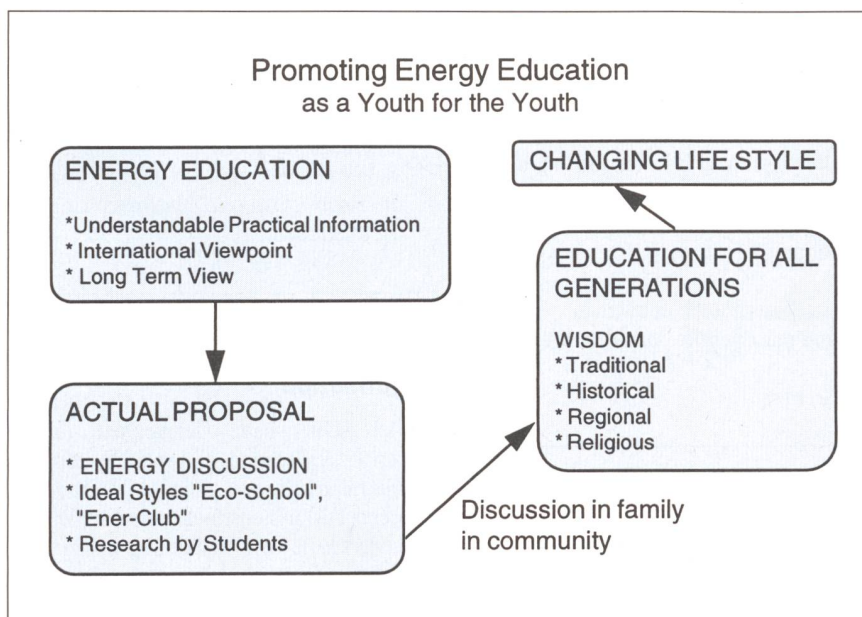 Promoting Energy Education
as a Youth for the Youth
ENERGY EDUCATION
*Understandable Practical Information
* International Viewpoint
* Long Term View
ACTUAL PROPOSAL
* ENERGY DISCUSSION
* Ideal Styles "Eco-School",
"Ener-Club"
* Research by Students
Discussion in family
in community
EDUCATION FOR ALL
GENERATIONS
WISDOM
* Traditional
* Historical
* Regional
* Religious
CHANGING LIFE STYLE